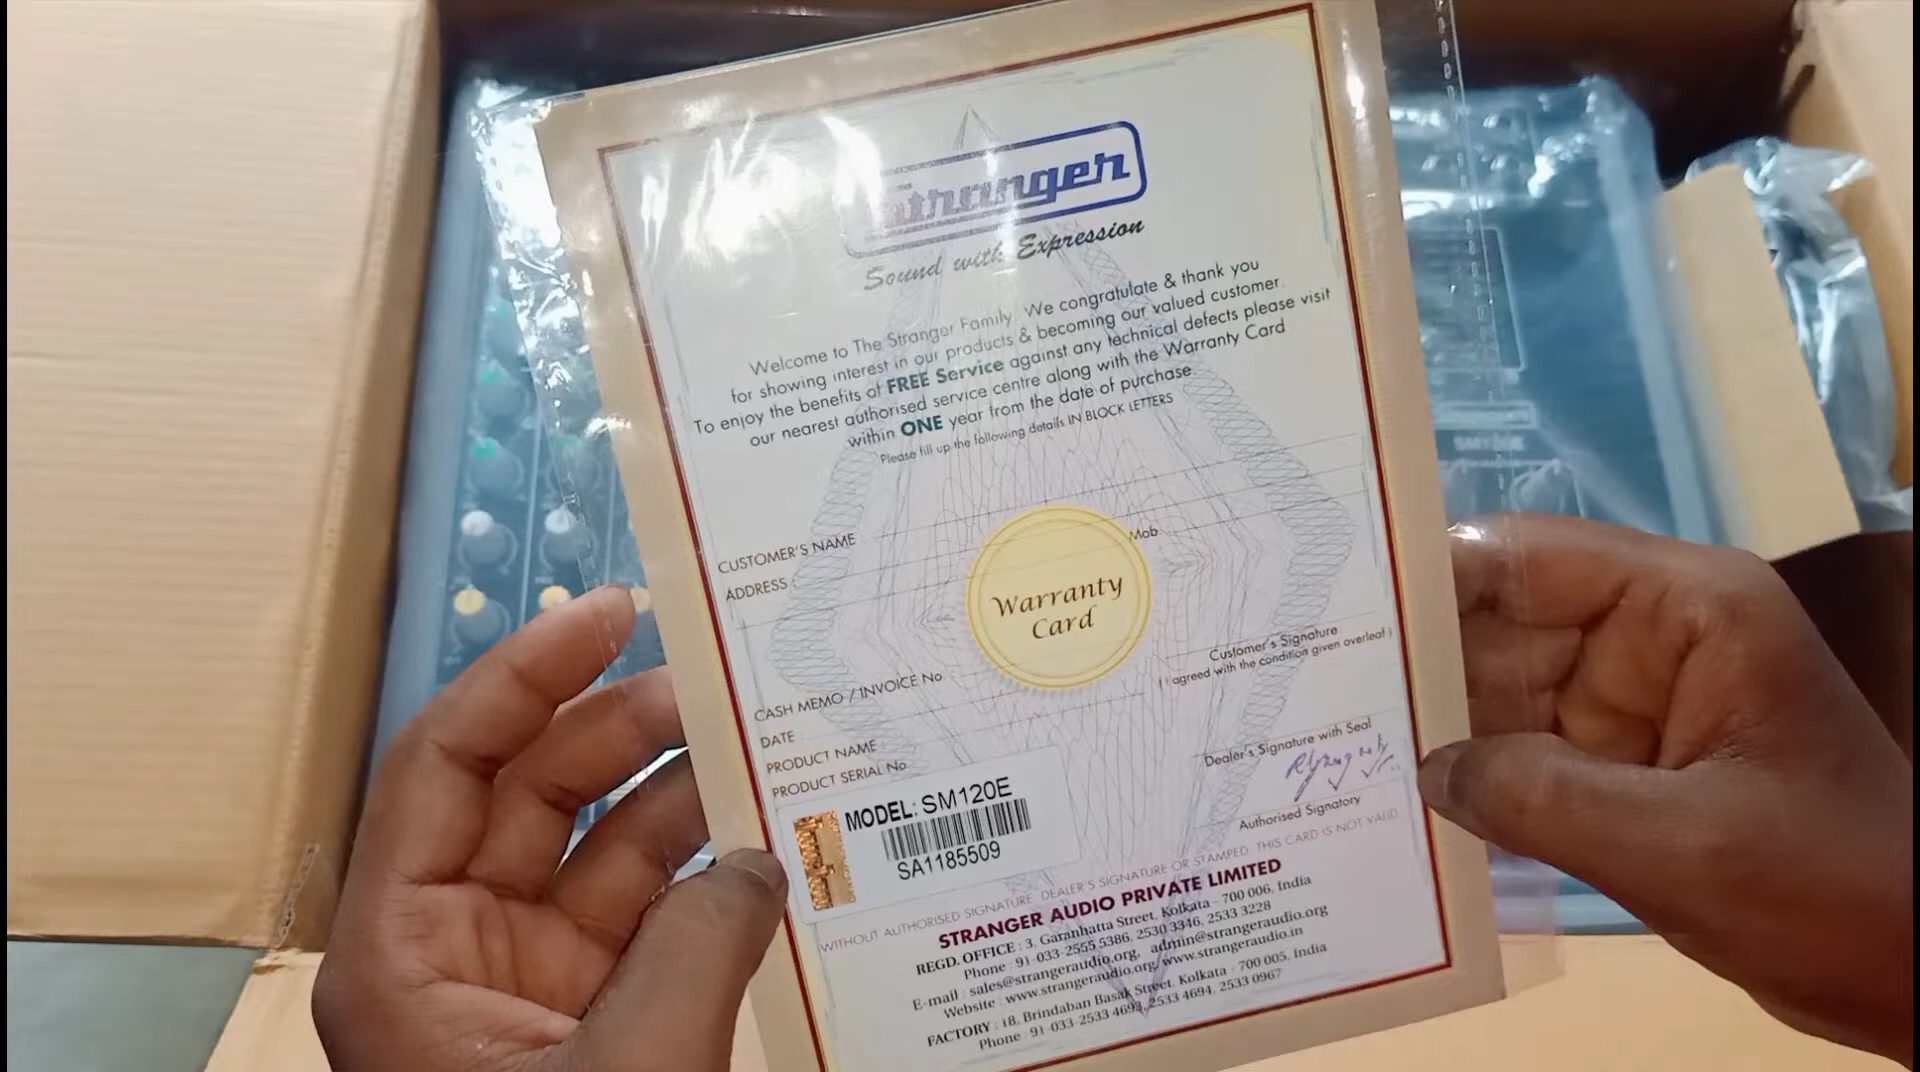 Stranger
Sound with Expression
Welcome to The Stranger Family. We congratulate & thank you
for showing interest in our products & becoming our valued customer.
To enjoy the benefits of FREE Service against any technical defects please visit
our nearest authorised service centre along with the Warranty Card
within ONE year from the date of purchase.
Please fill up the following details IN BLOCK LETTERS
CUSTOMER'S NAME
ADDRESS :
Mob
Warranty
Card
Customer's Signature
( I agreed with the condition given overleaf )
CASH MEMO / INVOICE No :
DATE :
PRODUCT NAME :
PRODUCT SERIAL No
Dealer's Signature with Seal
Authorised Signatory
MODEL: SM120E
SA1185509
WITHOUT AUTHORISED SIGNATURE, DEALER'S SIGNATURE OR STAMPED, THIS CARD IS NOT VALID
STRANGER AUDIO PRIVATE LIMITED
REGD. OFFICE : 3, Garanhatta Street, Kolkata - 700 006, India
Phone : 91-033-2555 5386, 2530 3346, 2533 3228
E-mail : sales@strangeraudio.org, admin@strangeraudio.org
Website : www.strangeraudio.org, www.strangeraudio.in
FACTORY : 18, Brindaban Basak Street, Kolkata - 700 005, India
Phone : 91-033-2533 4693, 2533 4694, 2533 0967